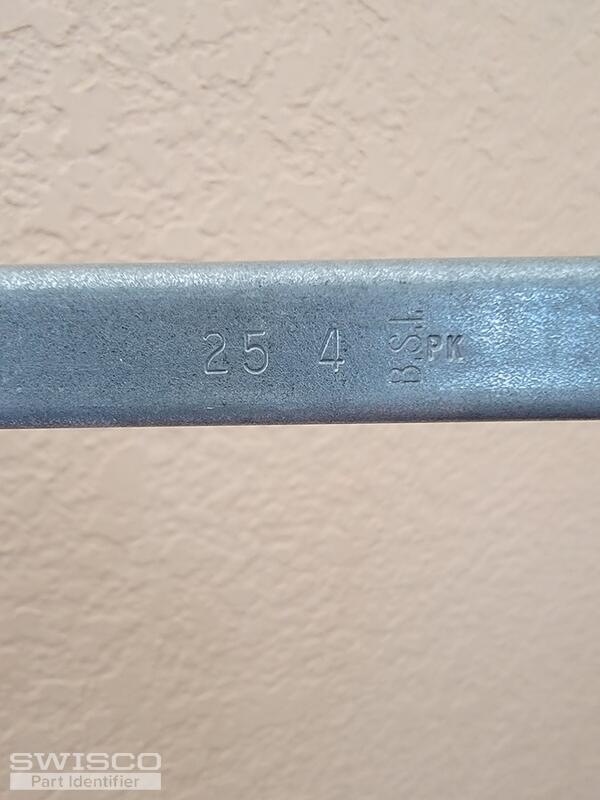 25 4 B.S.I. PK
SWISCO
Part Identifier